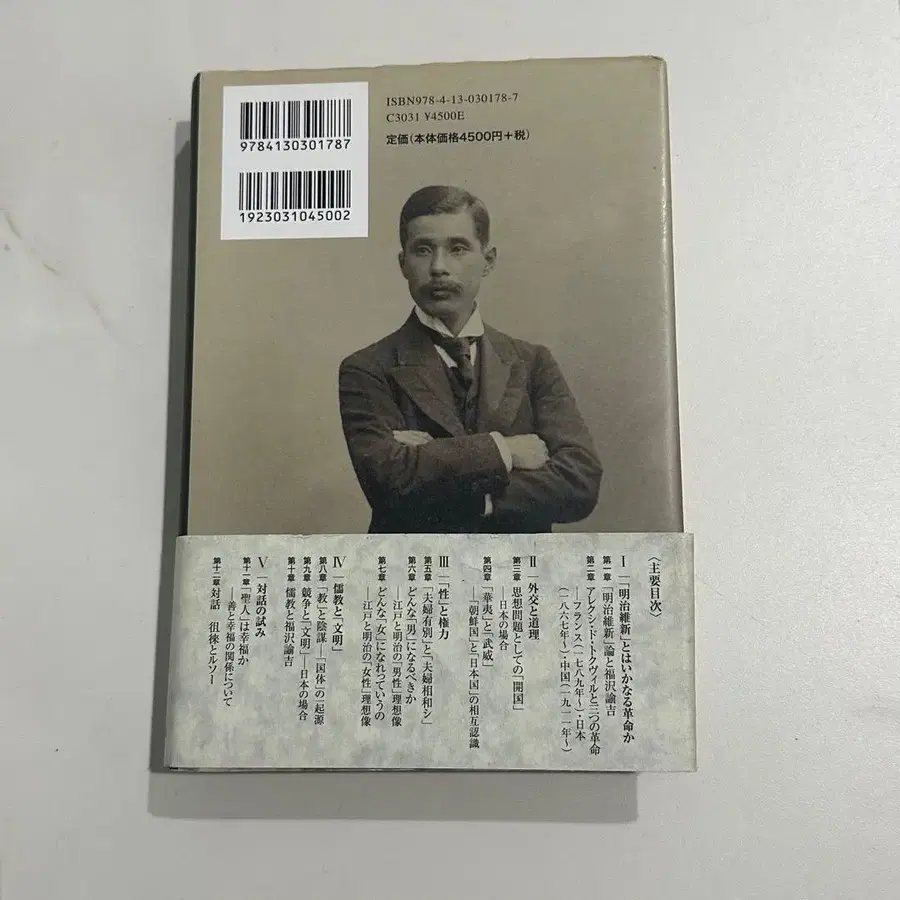 9784130301787
1923031045002
ISBN978-4-13-030178-7
C3031 ¥4500E
定価(本体価格4500円+税)
〈主要目次〉
Ⅰ 「明治維新」とはいかなる革命か
第一章 「明治維新」論と福沢諭吉
第二章 アレクシ・ド・トクヴィルと三つの革命
——フランス(一七八九年〜)・日本
(一八六七年〜)・中国(一九一一年〜)
Ⅱ 外交と道理
第三章 思想問題としての「開国」
——日本の場合
第四章 「華夷」と「武威」
——「朝鮮国」と「日本国」の相互認識
Ⅲ 「性」と権力
第五章 「夫婦有別」と「夫婦相和シ」
第六章 どんな「男」になるべきか
——江戸と明治の「男性」理想像
第七章 どんな「女」になれっていうの
——江戸と明治の「女性」理想像
Ⅳ 儒教と「文明」
第八章 「教」と陰謀——「国体」の一起源
第九章 競争と「文明」——日本の場合
第十章 儒教と福沢諭吉
Ⅴ 対話の試み
第十一章 「聖人」は幸福か
——善と幸福の関係について
第十二章 対話 徂徠とルソー